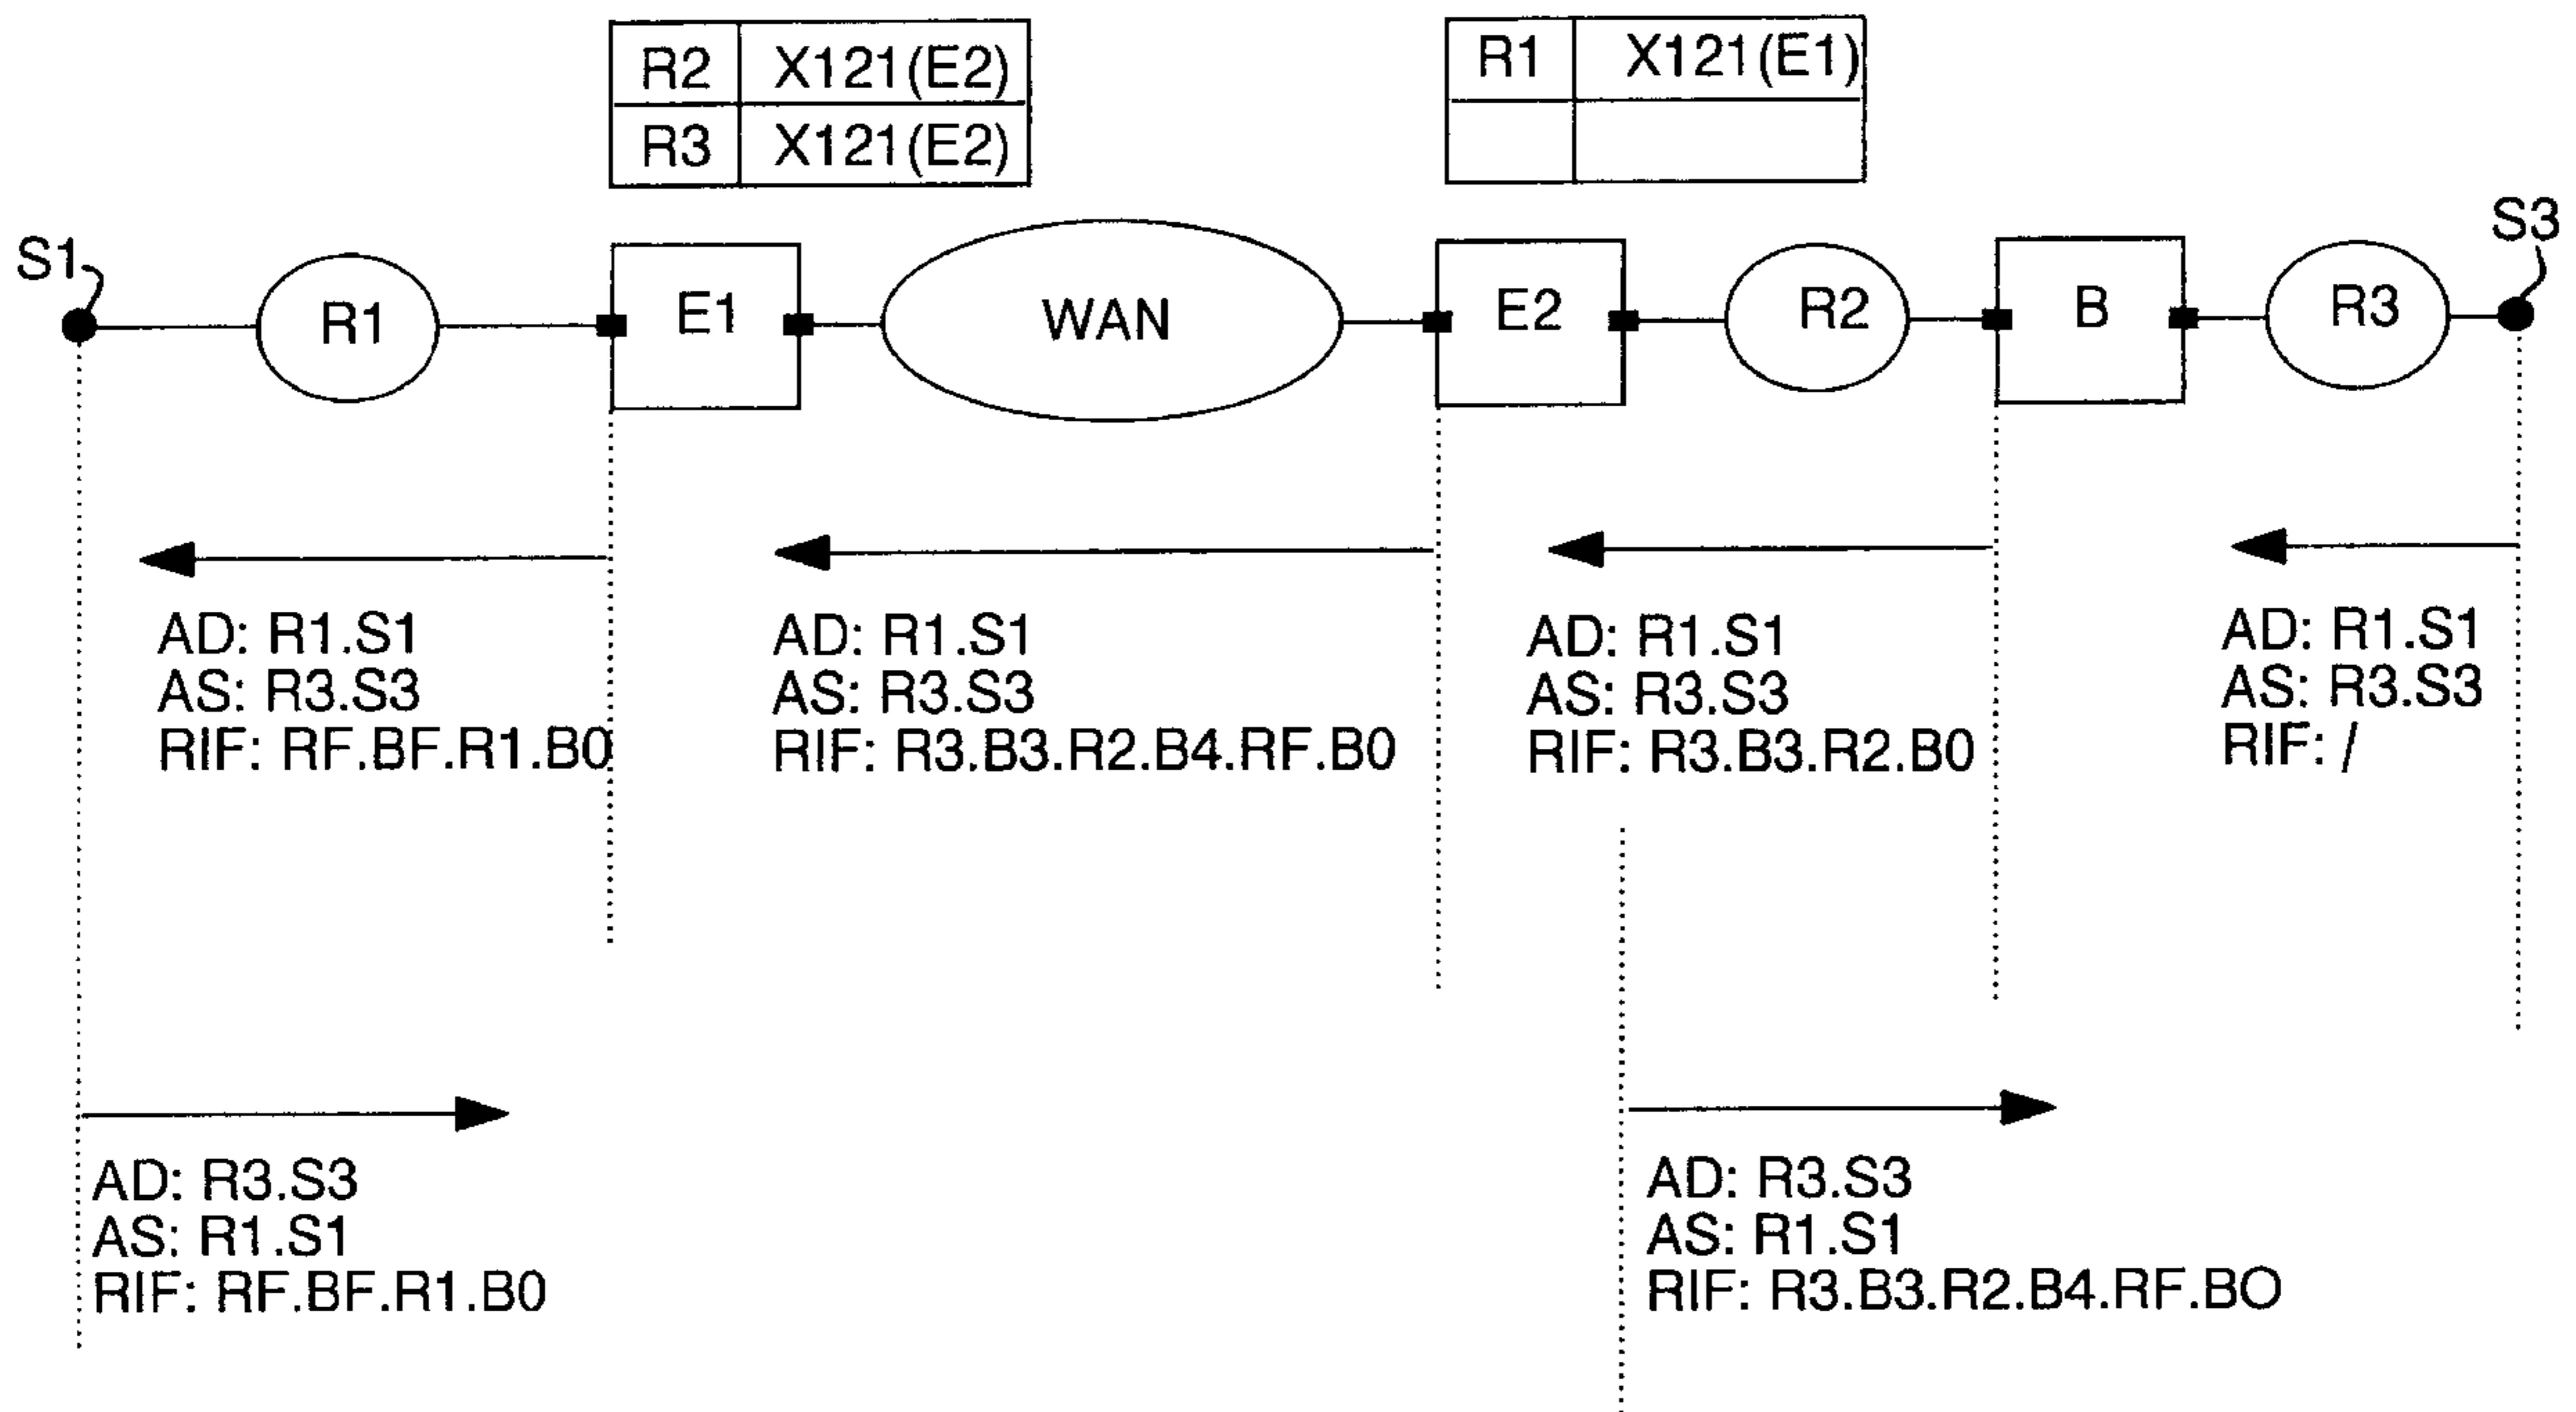 R2 X121(E2)
R3 X121(E2)
R1 X121(E1)
S1
R1
E1
WAN
E2
R2
B
R3
S3
AD: R1.S1
AS: R3.S3
RIF: RF.BF.R1.B0
AD: R1.S1
AS: R3.S3
RIF: R3.B3.R2.B4.RF.B0
AD: R1.S1
AS: R3.S3
RIF: R3.B3.R2.B0
AD: R1.S1
AS: R3.S3
RIF: /
AD: R3.S3
AS: R1.S1
RIF: RF.BF.R1.B0
AD: R3.S3
AS: R1.S1
RIF: R3.B3.R2.B4.RF.BO